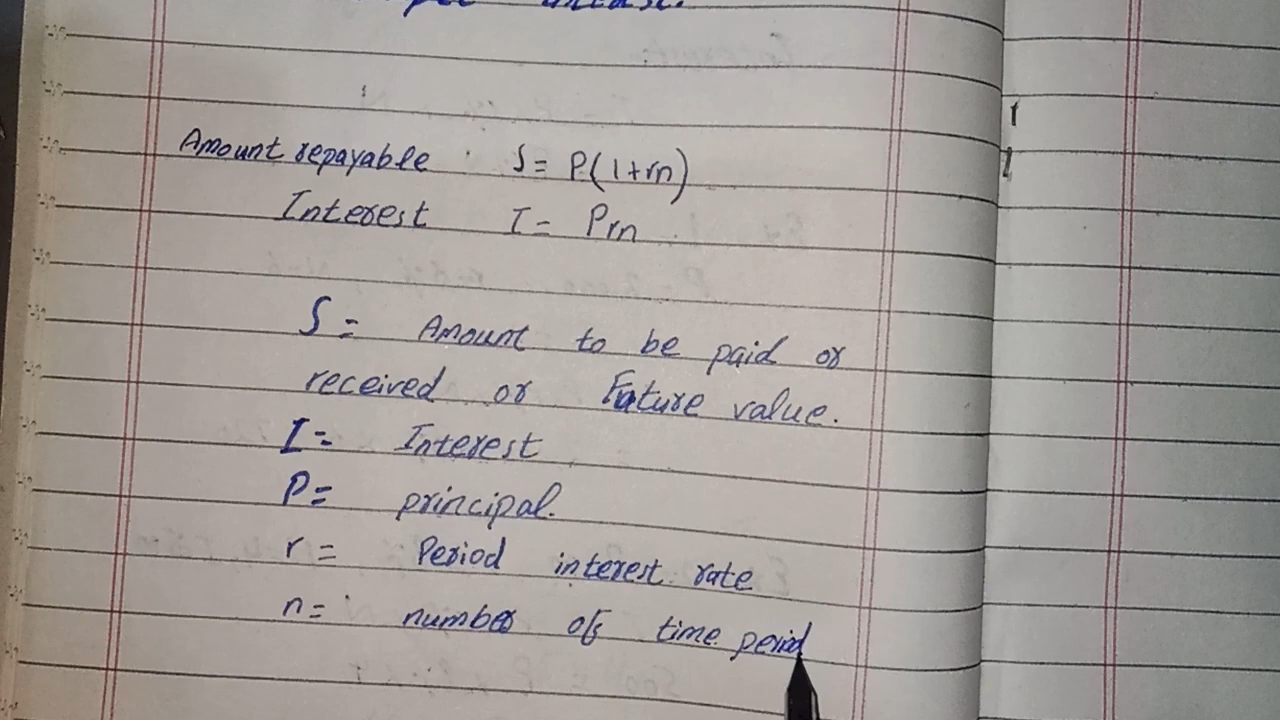 Amount repayable S = P(1+rn)
Interest I = Prn
S = Amount to be paid or
received or Future value.
I = Interest
P = principal.
r = Period interest rate
n = number of time period